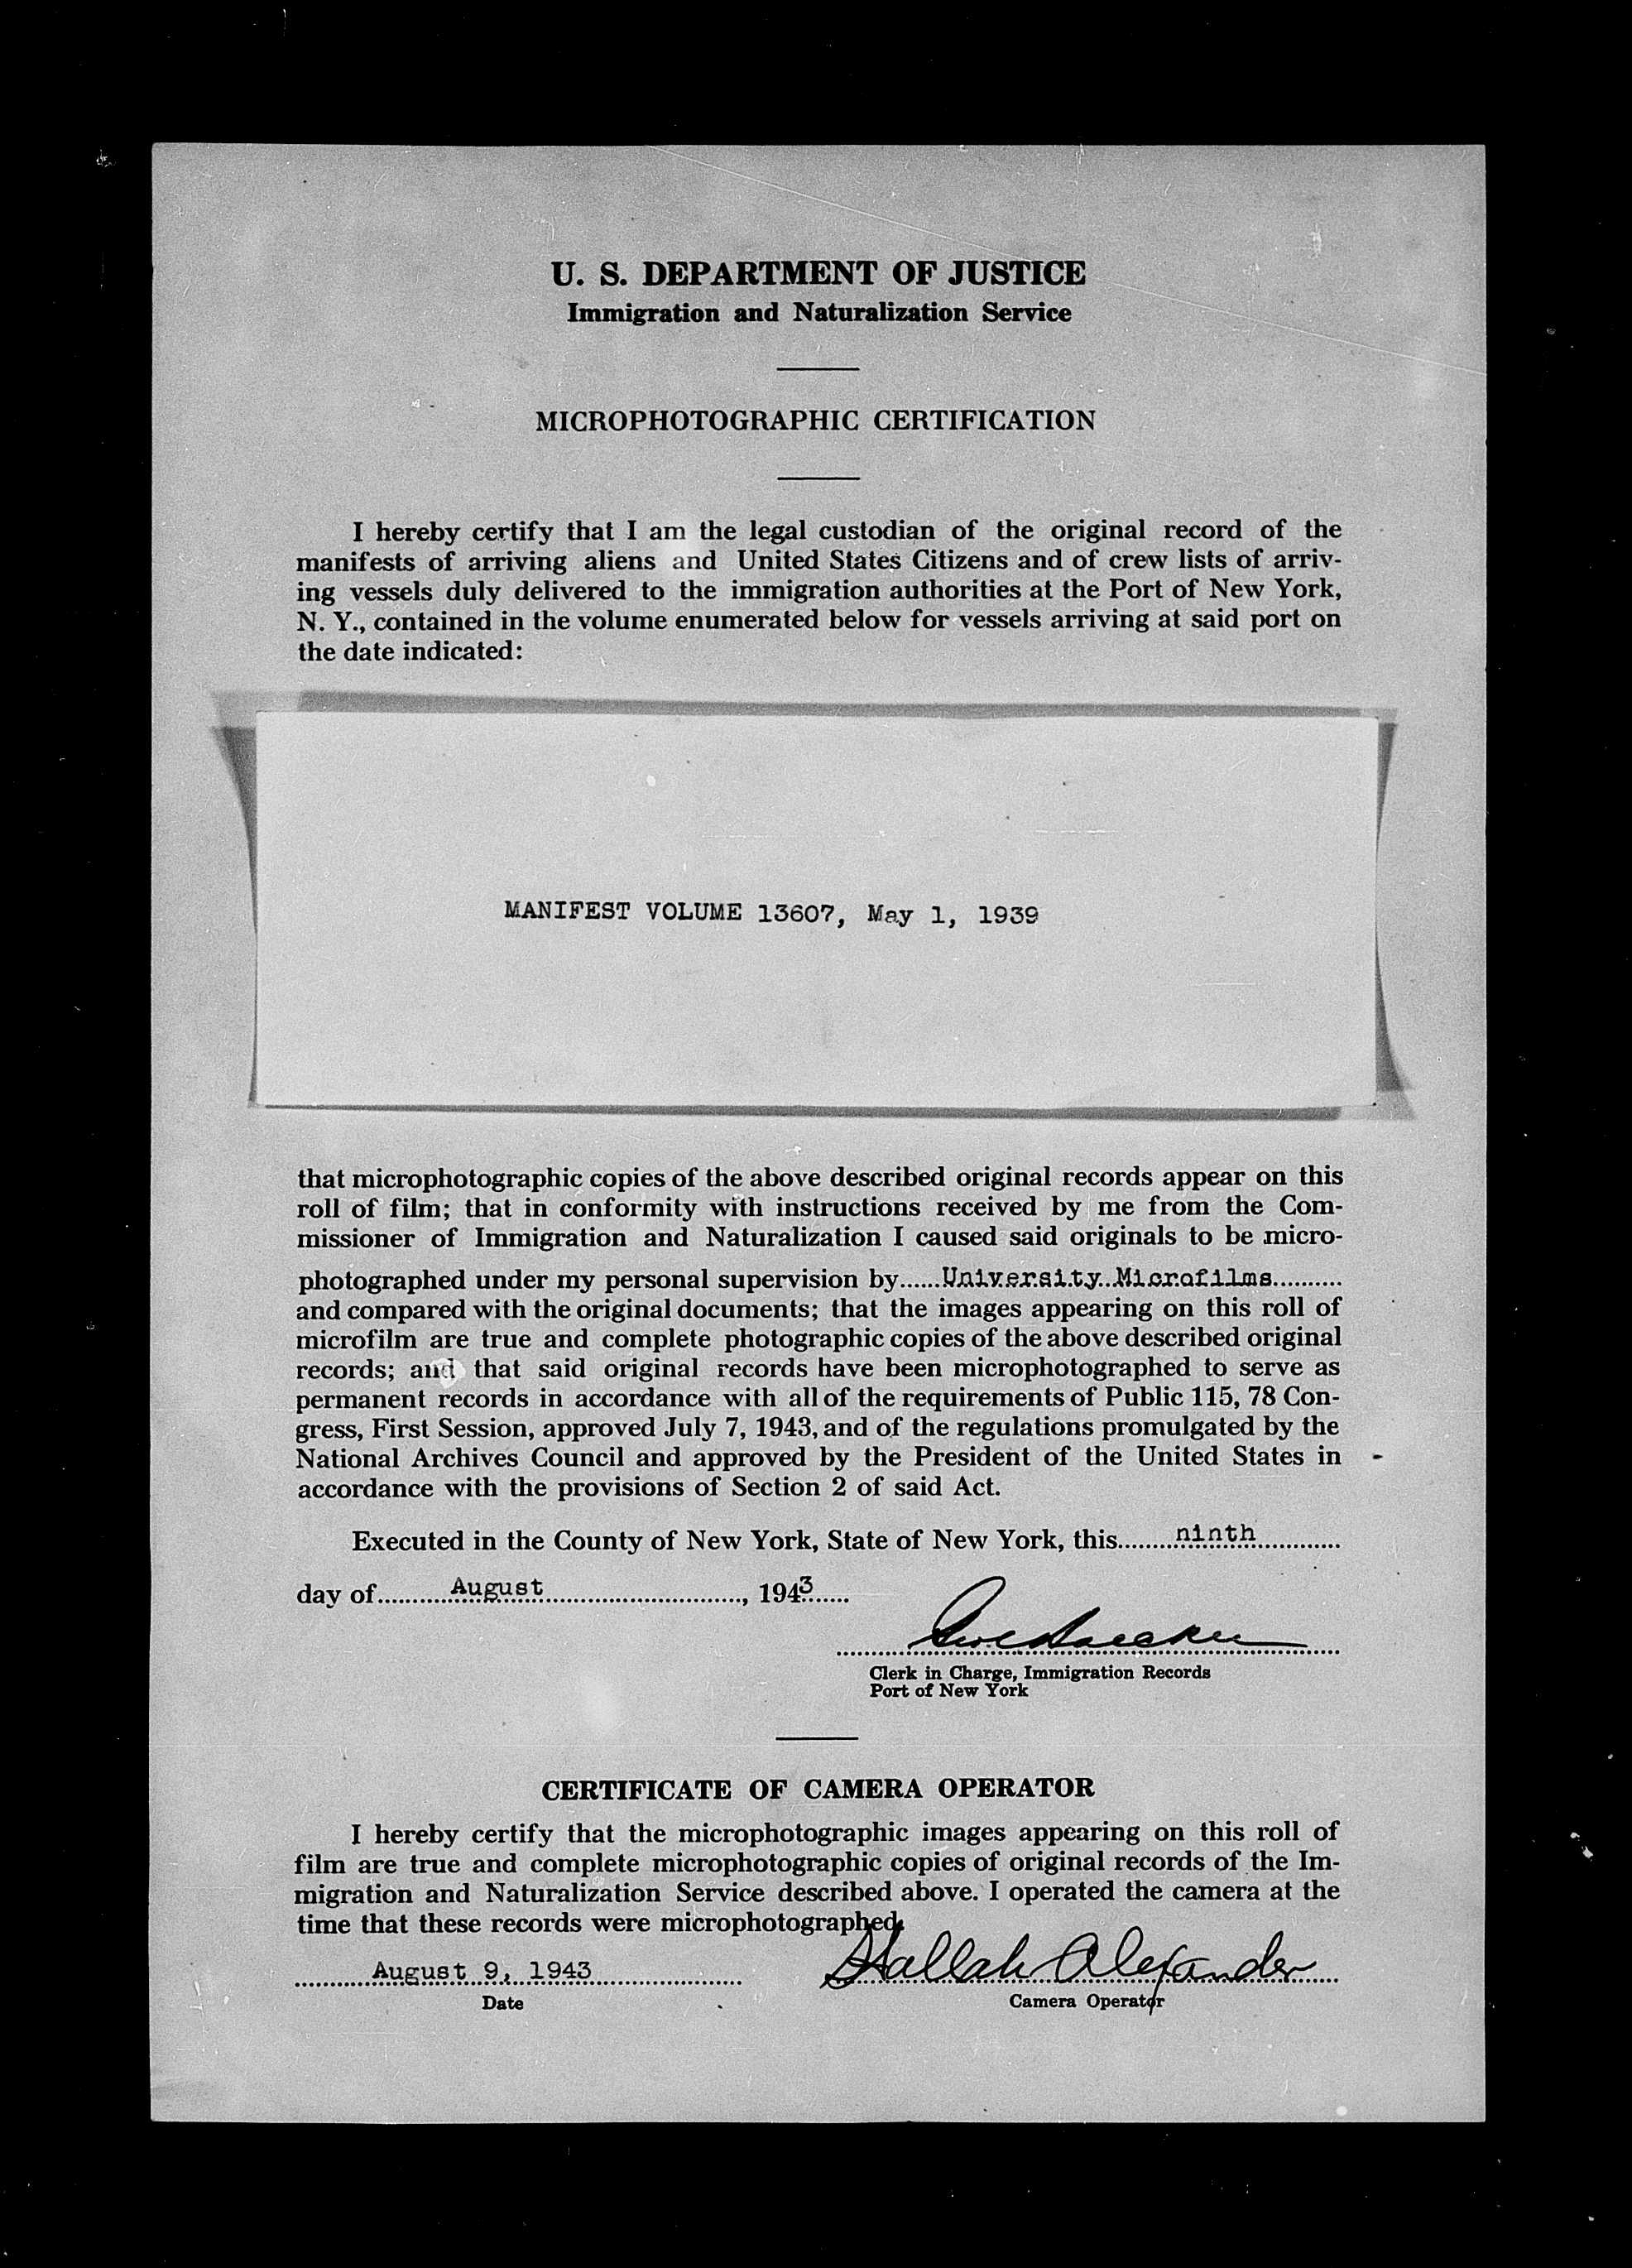 U. S. DEPARTMENT OF JUSTICE
Immigration and Naturalization Service
MICROPHOTOGRAPHIC CERTIFICATION
I hereby certify that I am the legal custodian of the original record of the
manifests of arriving aliens and United States Citizens and of crew lists of arriv-
ing vessels duly delivered to the immigration authorities at the Port of New York,
N. Y., contained in the volume enumerated below for vessels arriving at said port on
the date indicated:
MANIFEST VOLUME 13607, May 1, 1939
that microphotographic copies of the above described original records appear on this
roll of film; that in conformity with instructions received by me from the Com-
missioner of Immigration and Naturalization I caused said originals to be micro-
photographed under my personal supervision by......University Microfilms..........
and compared with the original documents; that the images appearing on this roll of
microfilm are true and complete photographic copies of the above described original
records; and that said original records have been microphotographed to serve as
permanent records in accordance with all of the requirements of Public 115, 78 Con-
gress, First Session, approved July 7, 1943, and of the regulations promulgated by the
National Archives Council and approved by the President of the United States in
accordance with the provisions of Section 2 of said Act.
Executed in the County of New York, State of New York, this..........ninth..............
day of............August..................................., 1943.......
Clerk in Charge, Immigration Records
Port of New York
CERTIFICATE OF CAMERA OPERATOR
I hereby certify that the microphotographic images appearing on this roll of
film are true and complete microphotographic copies of original records of the Im-
migration and Naturalization Service described above. I operated the camera at the
time that these records were microphotographed.
August 9, 1943 Hallah Alexander
Date Camera Operator